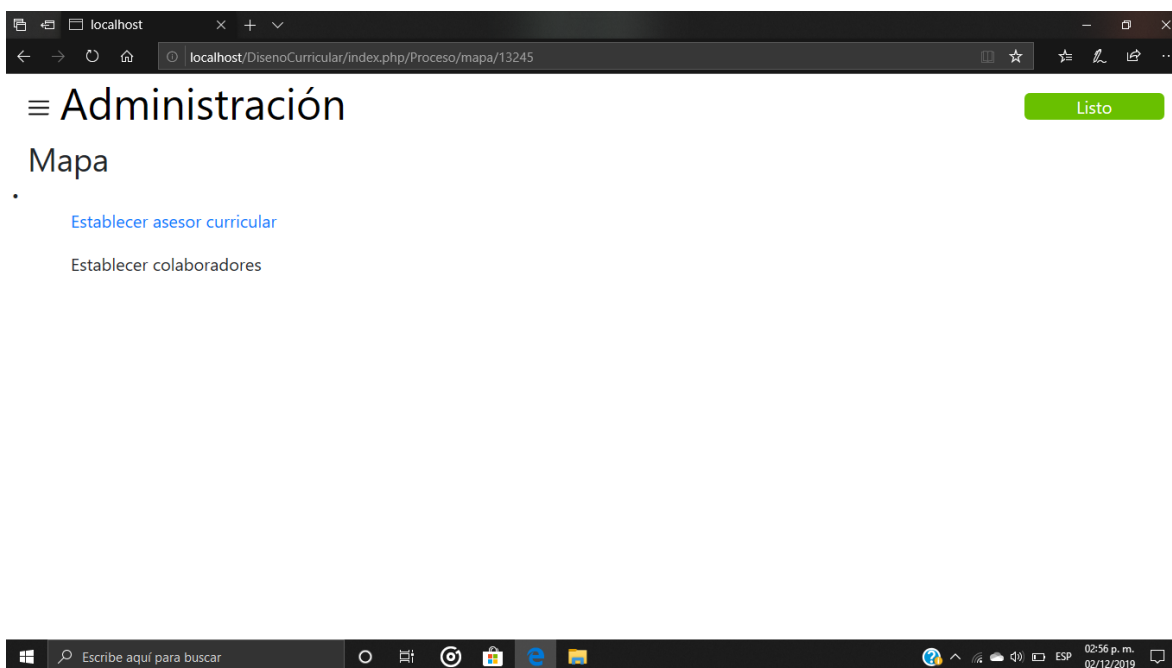 localhost
localhost/DisenoCurricular/index.php/Proceso/mapa/13245
Administración
Listo
Mapa
Establecer asesor curricular
Establecer colaboradores
Escribe aquí para buscar
ESP
02:56 p. m.
02/12/2019